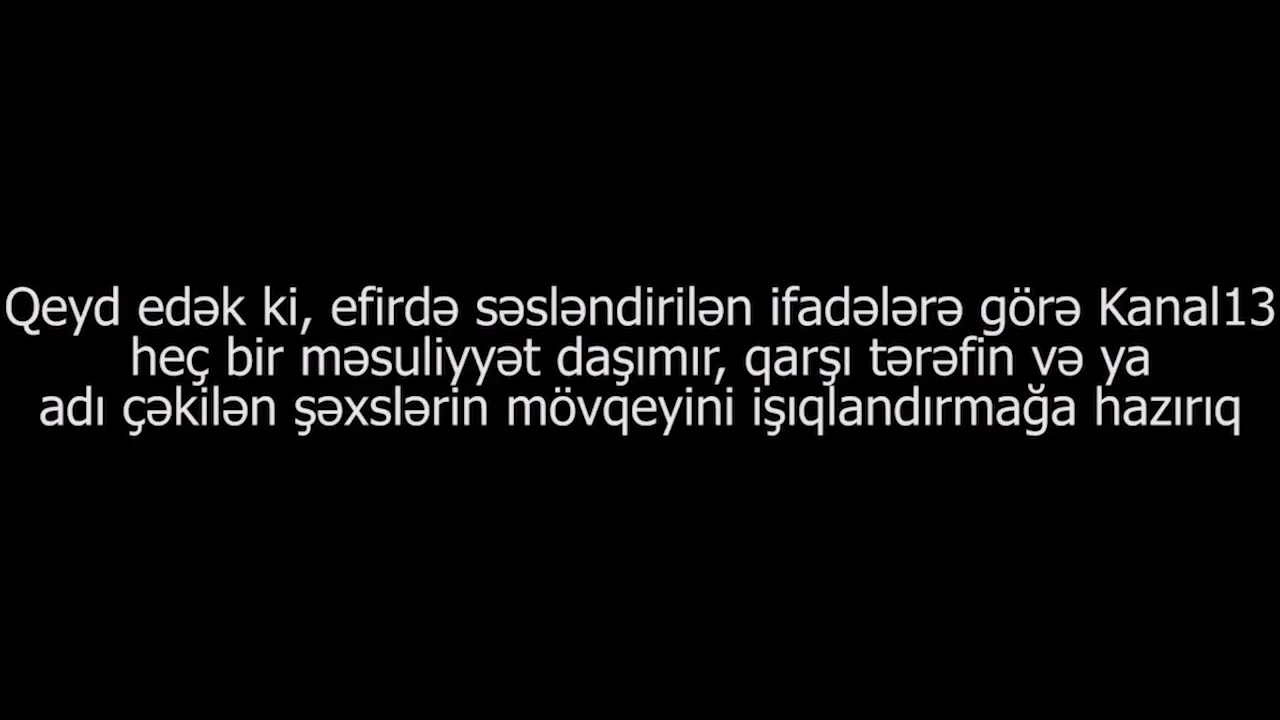 Qeyd edək ki, efirdə səsləndirilən ifadələrə görə Kanal13
heç bir məsuliyyət daşımır, qarşı tərəfin və ya
adı çəkilən şəxslərin mövqeyini işıqlandırmağa hazırıq